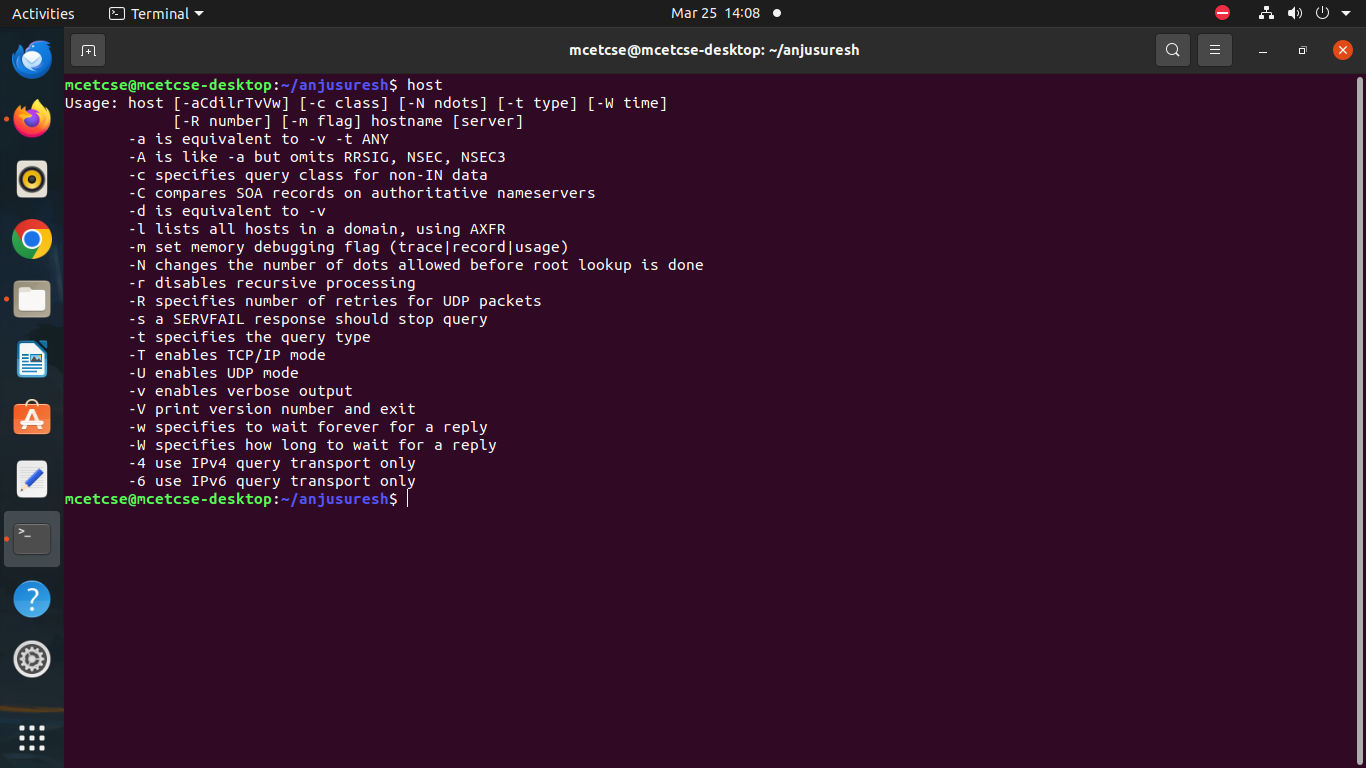 Activities
Terminal
Mar 25 14:08
mcetcse@mcetcse-desktop: ~/anjusuresh
mcetcse@mcetcse-desktop:~/anjusuresh$ host
Usage: host [-aCdilrTvVw] [-c class] [-N ndots] [-t type] [-W time]
            [-R number] [-m flag] hostname [server]
       -a is equivalent to -v -t ANY
       -A is like -a but omits RRSIG, NSEC, NSEC3
       -c specifies query class for non-IN data
       -C compares SOA records on authoritative nameservers
       -d is equivalent to -v
       -l lists all hosts in a domain, using AXFR
       -m set memory debugging flag (trace|record|usage)
       -N changes the number of dots allowed before root lookup is done
       -r disables recursive processing
       -R specifies number of retries for UDP packets
       -s a SERVFAIL response should stop query
       -t specifies the query type
       -T enables TCP/IP mode
       -U enables UDP mode
       -v enables verbose output
       -V print version number and exit
       -w specifies to wait forever for a reply
       -W specifies how long to wait for a reply
       -4 use IPv4 query transport only
       -6 use IPv6 query transport only
mcetcse@mcetcse-desktop:~/anjusuresh$